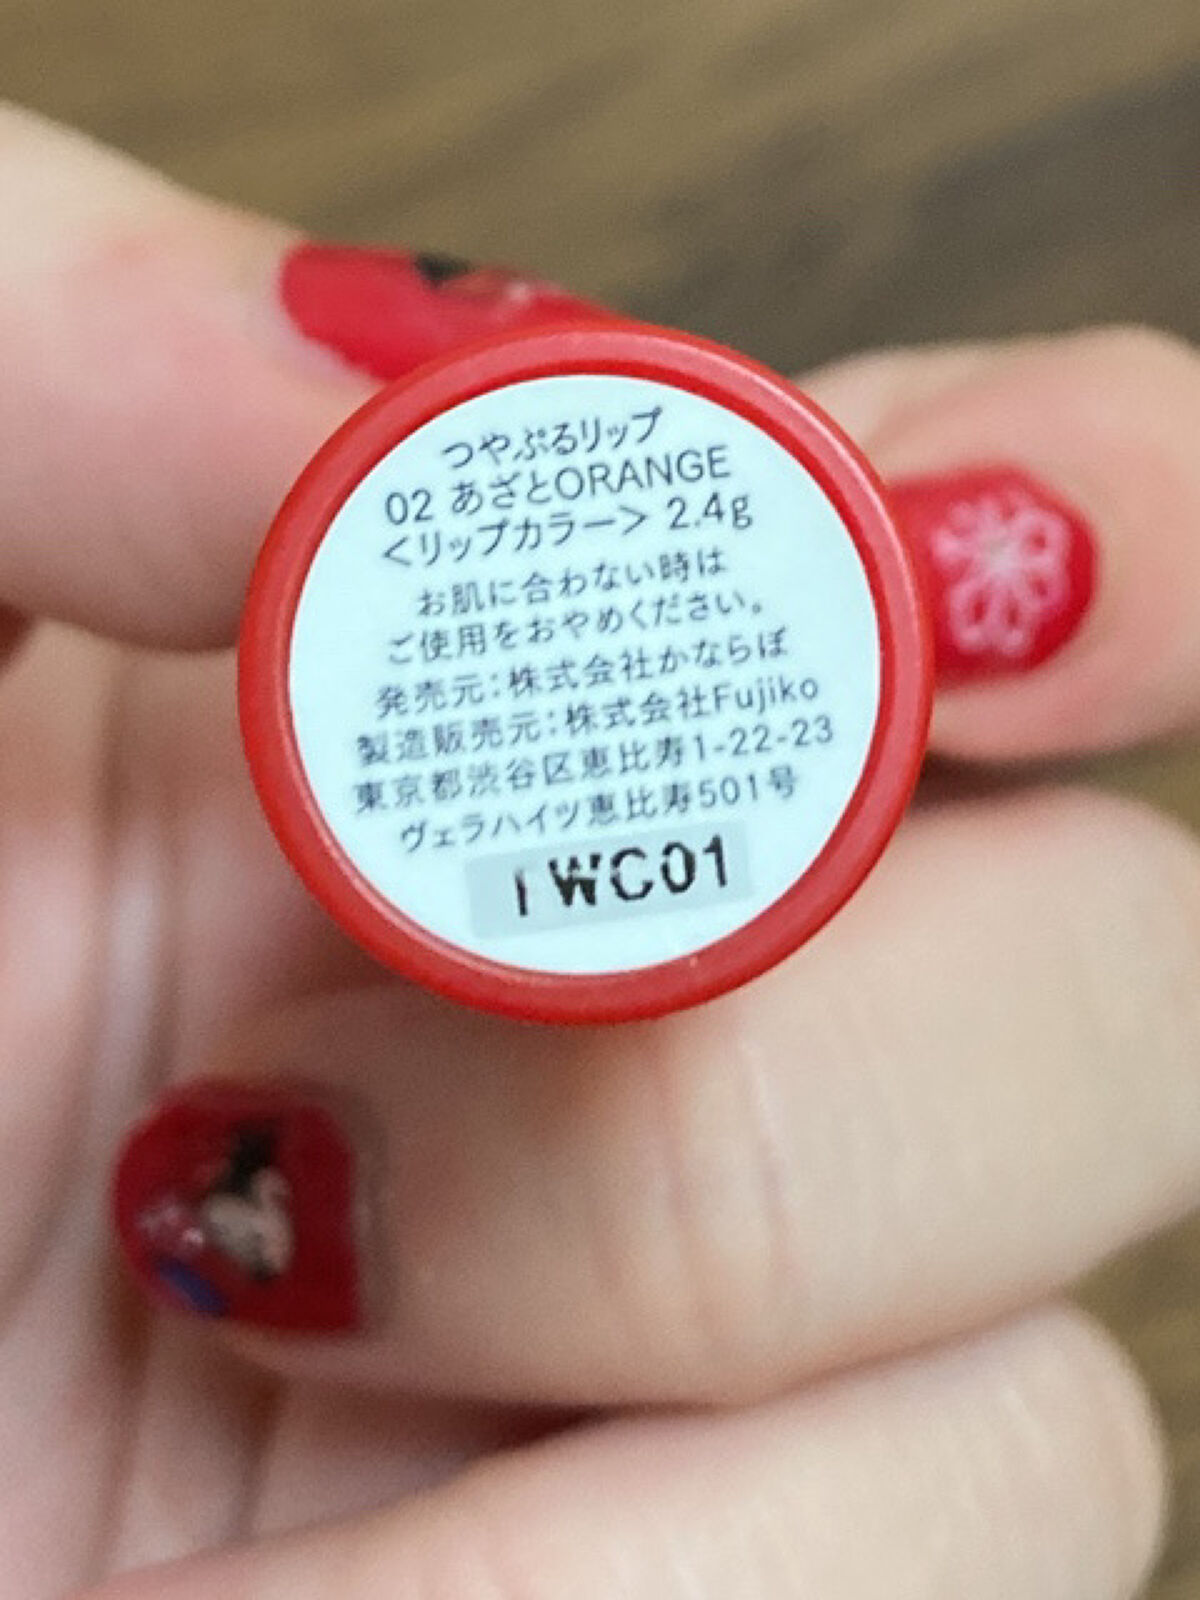 つやぷるリップ
02 あざとORANGE
<リップカラー> 2.4g
お肌に合わない時は
ご使用をおやめください。
発売元:株式会社かならぼ
製造販売元:株式会社Fujiko
東京都渋谷区恵比寿1-22-23
ヴェラハイツ恵比寿501号
IWC01